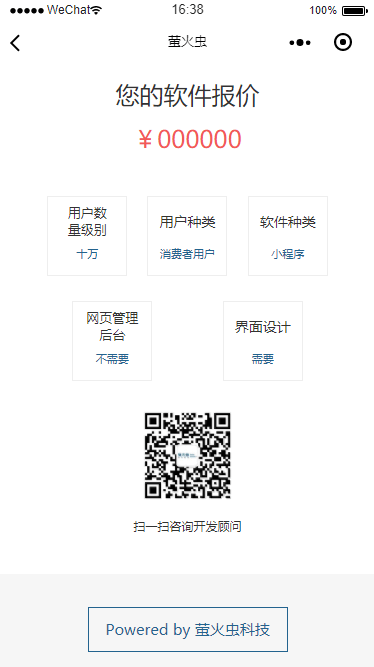 ●●●●● WeChat 16:38 100%
萤火虫
您的软件报价
￥000000
用户数
量级别
十万
用户种类
消费者用户
软件种类
小程序
网页管理
后台
不需要
界面设计
需要
扫一扫咨询开发顾问
Powered by 萤火虫科技